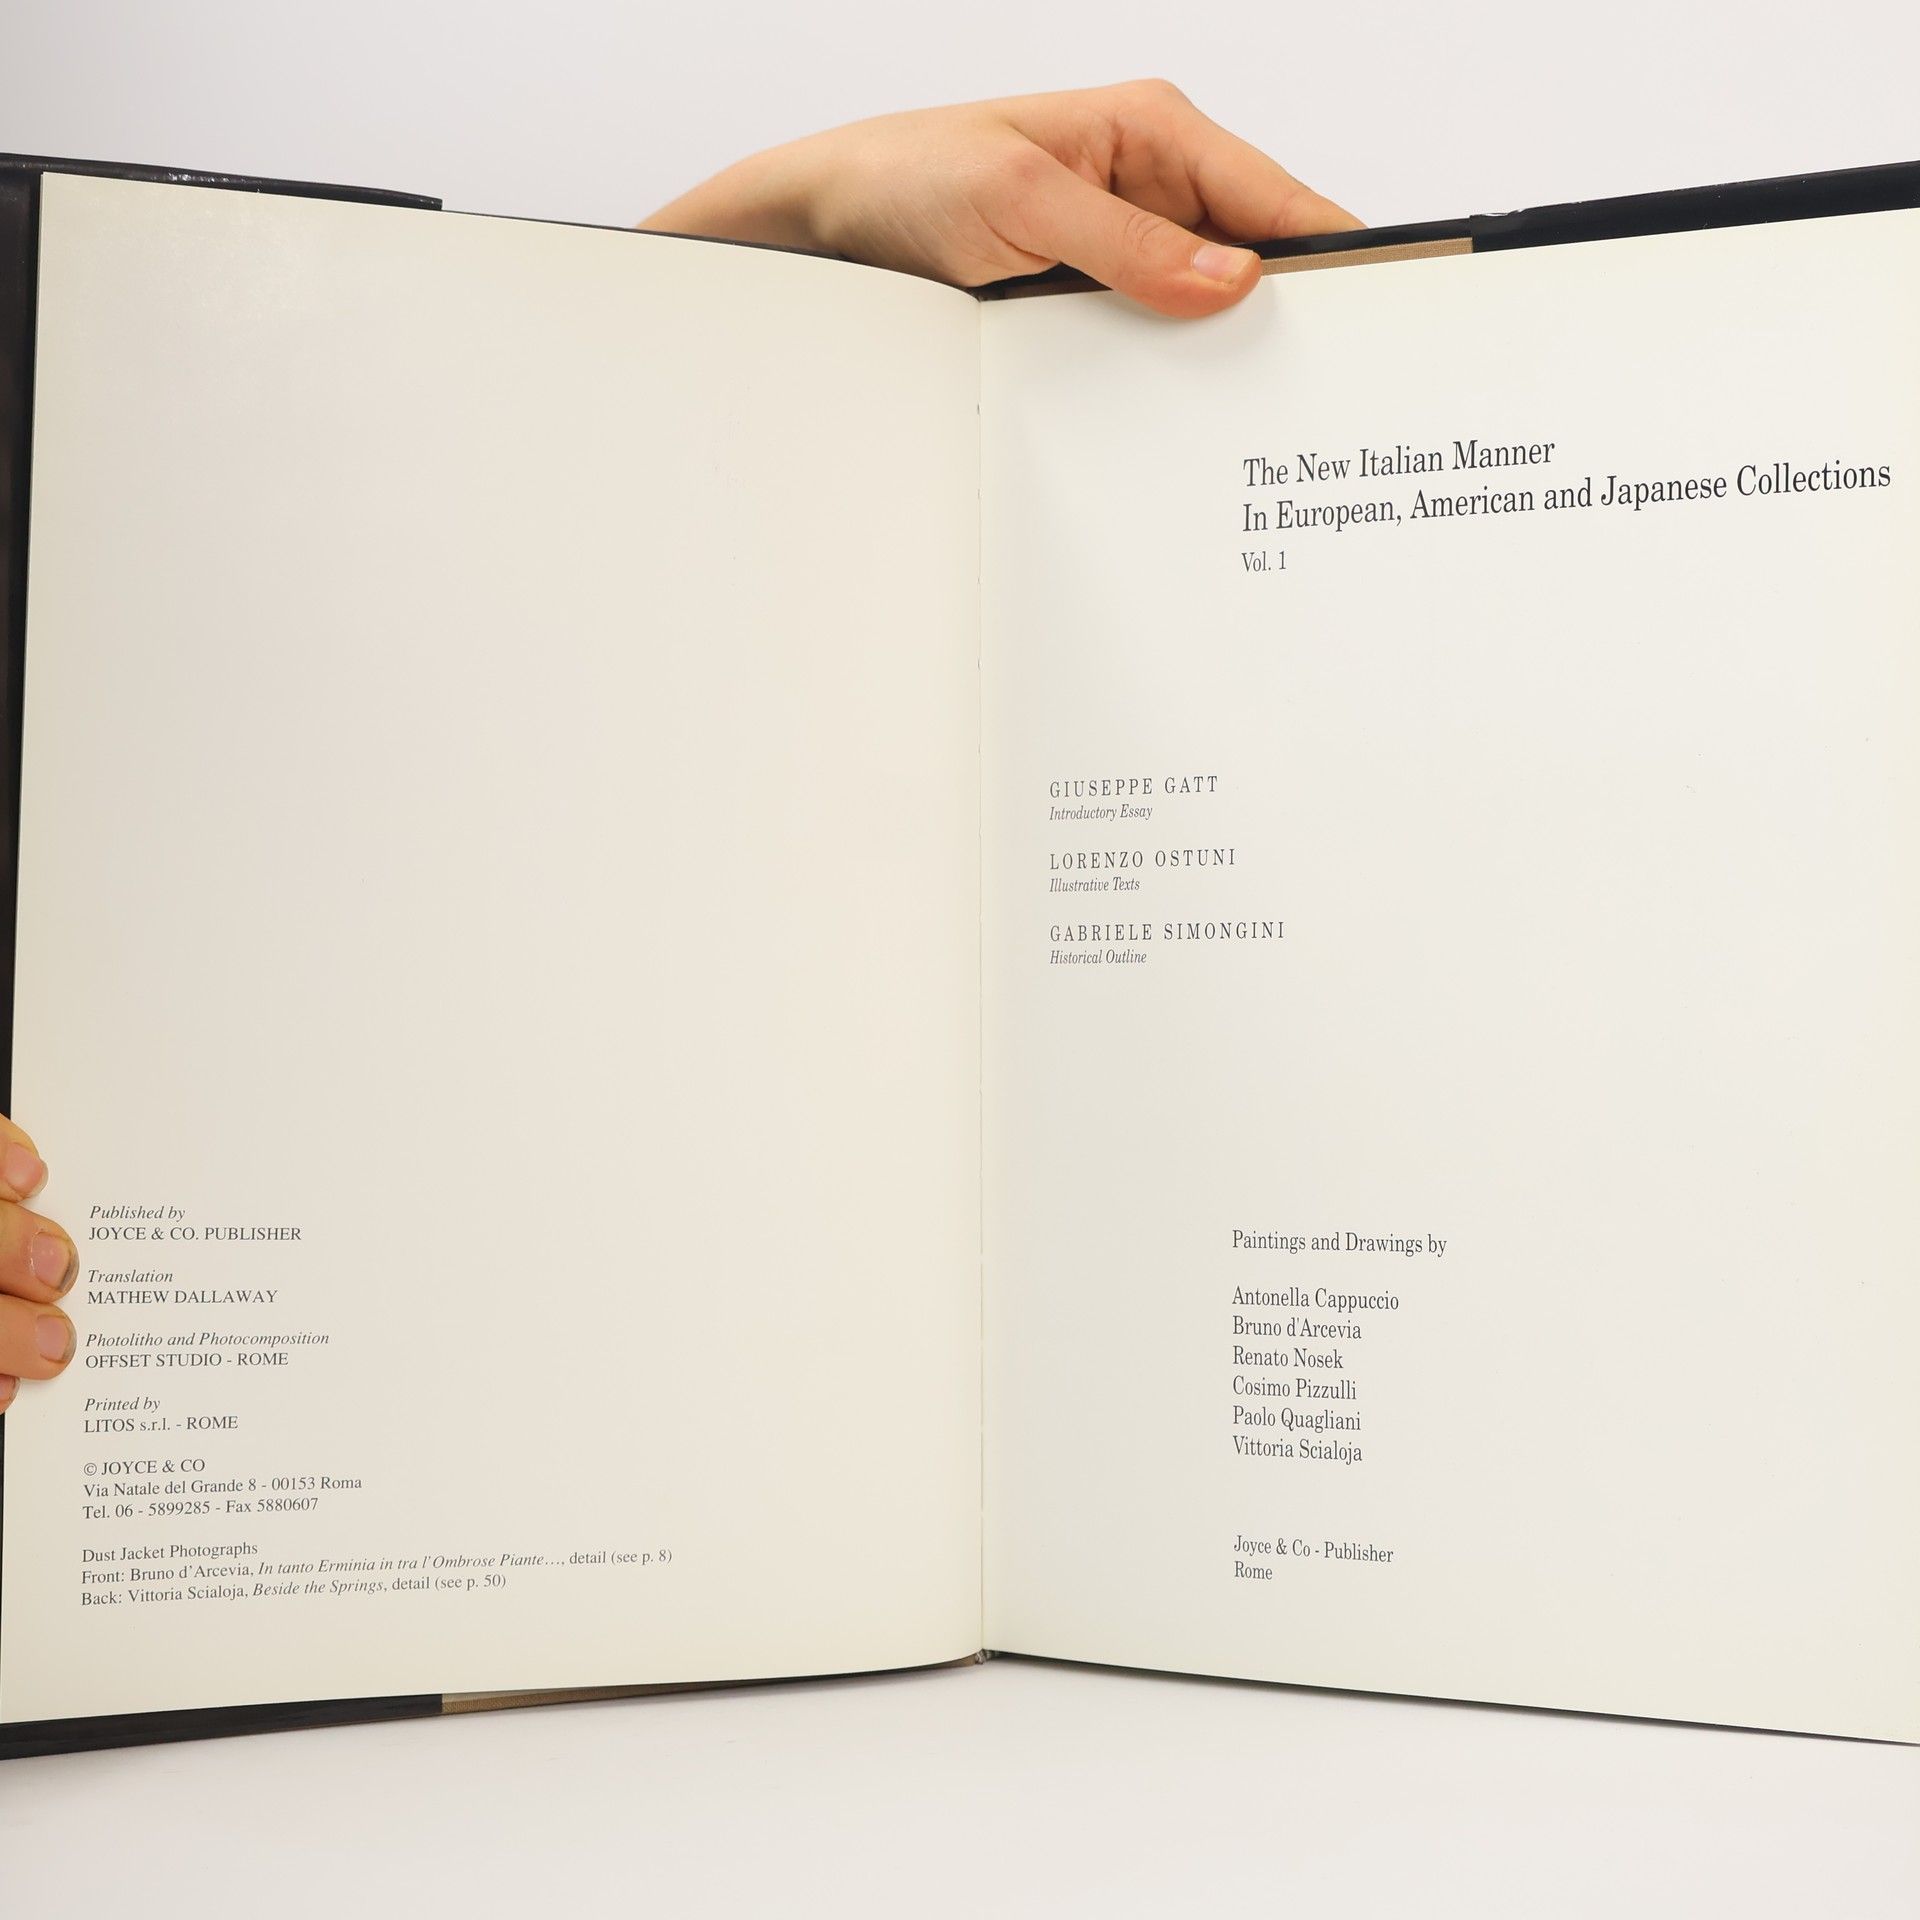 Published by
JOYCE & CO. PUBLISHER
Translation
MATHEW DALLAWAY
Photolitho and Photocomposition
OFFSET STUDIO - ROME
Printed by
LITOS s.r.l. - ROME
© JOYCE & CO
Via Natale del Grande 8 - 00153 Roma
Tel. 06 - 5899285 - Fax 5880607
Dust Jacket Photographs
Front: Bruno d'Arcevia, In tanto Erminia in tra l'Ombrose Piante…, detail (see p. 8)
Back: Vittoria Scialoja, Beside the Springs, detail (see p. 50)
The New Italian Manner
In European, American and Japanese Collections
Vol. 1
GIUSEPPE GATT
Introductory Essay
LORENZO OSTUNI
Illustrative Texts
GABRIELE SIMONGINI
Historical Outline
Paintings and Drawings by
Antonella Cappuccio
Bruno d'Arcevia
Renato Nosek
Cosimo Pizzulli
Paolo Quagliani
Vittoria Scialoja
Joyce & Co - Publisher
Rome